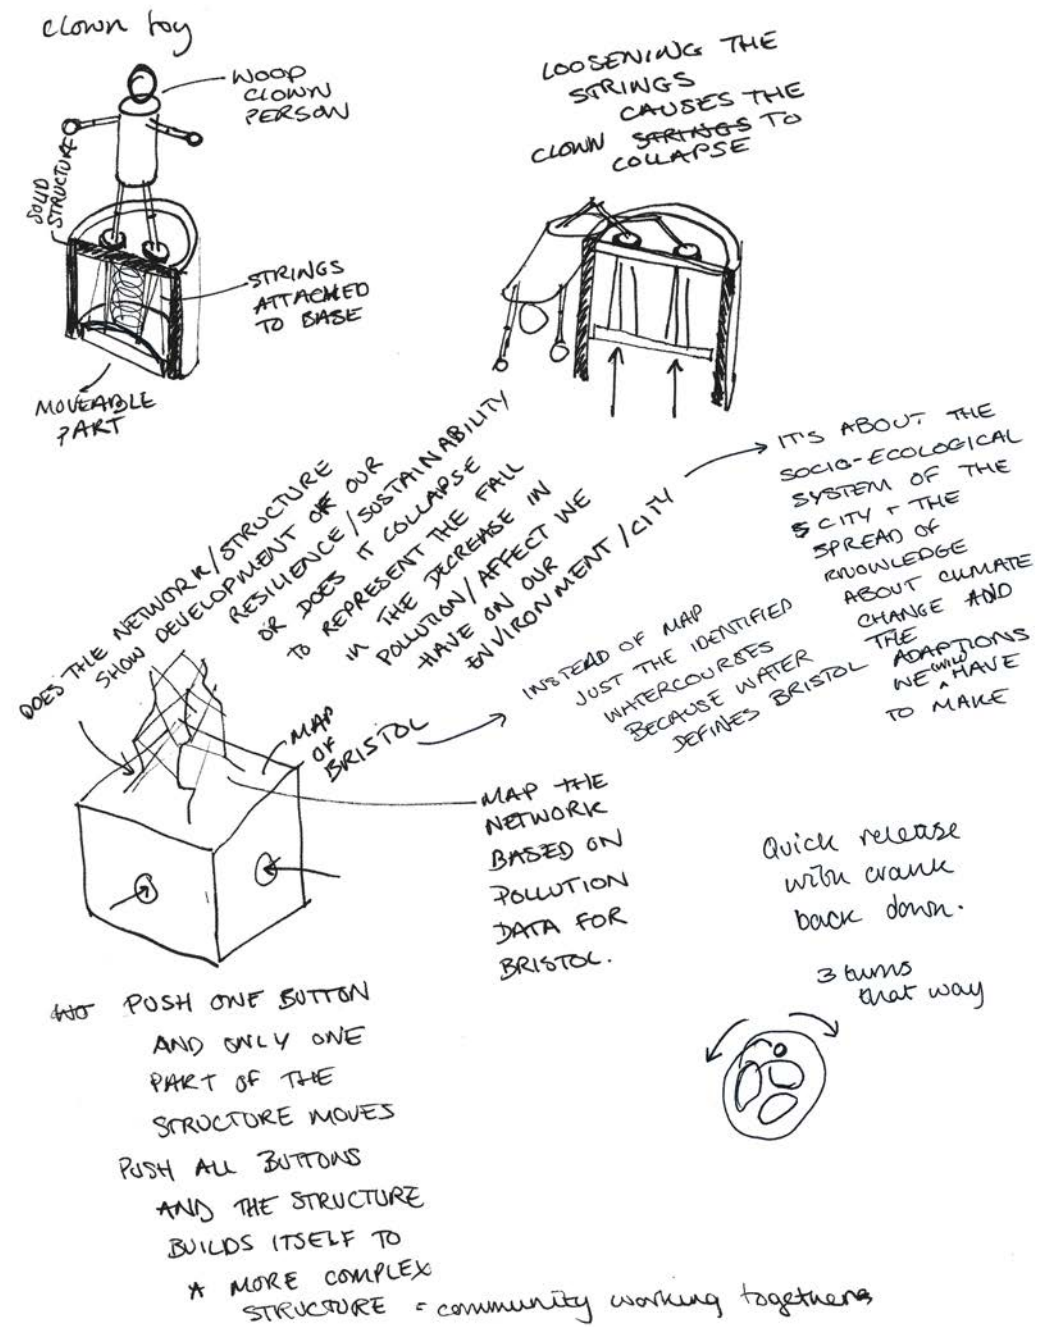 clown toy
WOOD
CLOWN
PERSON
SOLID
STRUCTURE
STRINGS
ATTACHED
TO BASE
MOVEABLE
PART
LOOSENING THE
STRINGS
CAUSES THE
CLOWN STRINGS TO
COLLAPSE
DOES THE NETWORK/STRUCTURE
SHOW DEVELOPMENT OF OUR
RESILIENCE/SUSTAINABILITY
OR DOES IT COLLAPSE
TO REPRESENT THE FALL
IN THE DECREASE IN
POLLUTION/AFFECT WE
HAVE ON OUR
ENVIRONMENT/CITY
IT'S ABOUT THE
SOCIO-ECOLOGICAL
SYSTEM OF THE
CITY + THE
SPREAD OF
KNOWLEDGE
ABOUT CLIMATE
CHANGE AND
THE
ADAPTIONS
WE (WILL) HAVE
TO MAKE
MAP
OF
BRISTOL
INSTEAD OF MAP
JUST THE IDENTIFIED
WATERCOURSES
BECAUSE WATER
DEFINES BRISTOL
MAP THE
NETWORK
BASED ON
POLLUTION
DATA FOR
BRISTOL.
Quick release
with crank
back down.
3 turns
that way
PUSH ONE BUTTON
AND ONLY ONE
PART OF THE
STRUCTURE MOVES
PUSH ALL BUTTONS
AND THE STRUCTURE
BUILDS ITSELF TO
A MORE COMPLEX
STRUCTURE = community working together